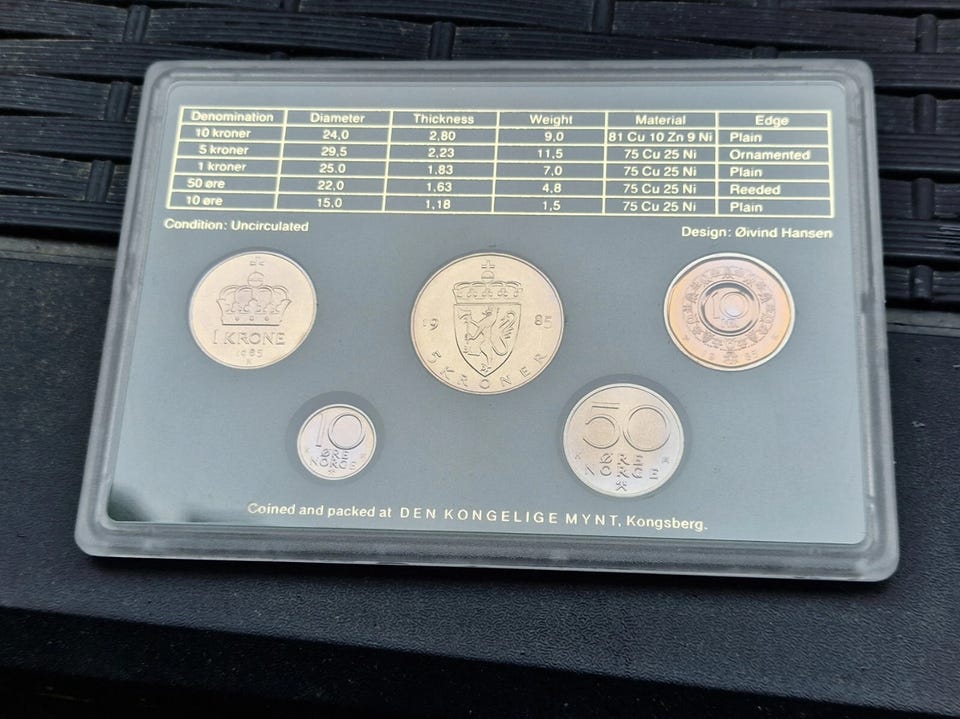 Denomination Diameter Thickness Weight Material Edge
10 kroner 24,0 2,80 9,0 81 Cu 10 Zn 9 Ni Plain
5 kroner 29,5 2,23 11,5 75 Cu 25 Ni Ornamented
1 kroner 25,0 1,83 7,0 75 Cu 25 Ni Plain
50 øre 22,0 1,63 4,8 75 Cu 25 Ni Reeded
10 øre 15,0 1,18 1,5 75 Cu 25 Ni Plain
Condition: Uncirculated
Design: Øivind Hansen
1 KRONE
1985
K
1985
5 KRONER
10
KR
1985
10
ØRE
NORGE
50
ØRE
NORGE
Coined and packed at DEN KONGELIGE MYNT, Kongsberg.